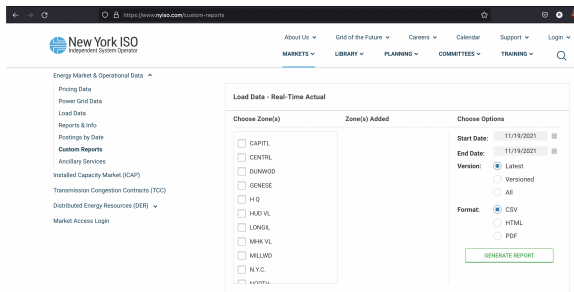 https://www.nyiso.com/custom-reports
New York ISO
Independent System Operator
About Us
Grid of the Future
Careers
Calendar
Support
Login
MARKETS
LIBRARY
PLANNING
COMMITTEES
TRAINING
Energy Market & Operational Data
Pricing Data
Power Grid Data
Load Data
Reports & Info
Postings by Date
Custom Reports
Ancillary Services
Installed Capacity Market (ICAP)
Transmission Congestion Contracts (TCC)
Distributed Energy Resources (DER)
Market Access Login
Load Data - Real-Time Actual
Choose Zone(s)
CAPITL
CENTRL
DUNWOD
GENESE
H Q
HUD VL
LONGIL
MHK VL
MILLWD
N.Y.C.
NORTH
Zone(s) Added
Choose Options
Start Date: 11/19/2021
End Date: 11/19/2021
Version: Latest
Versioned
All
Format: CSV
HTML
PDF
GENERATE REPORT